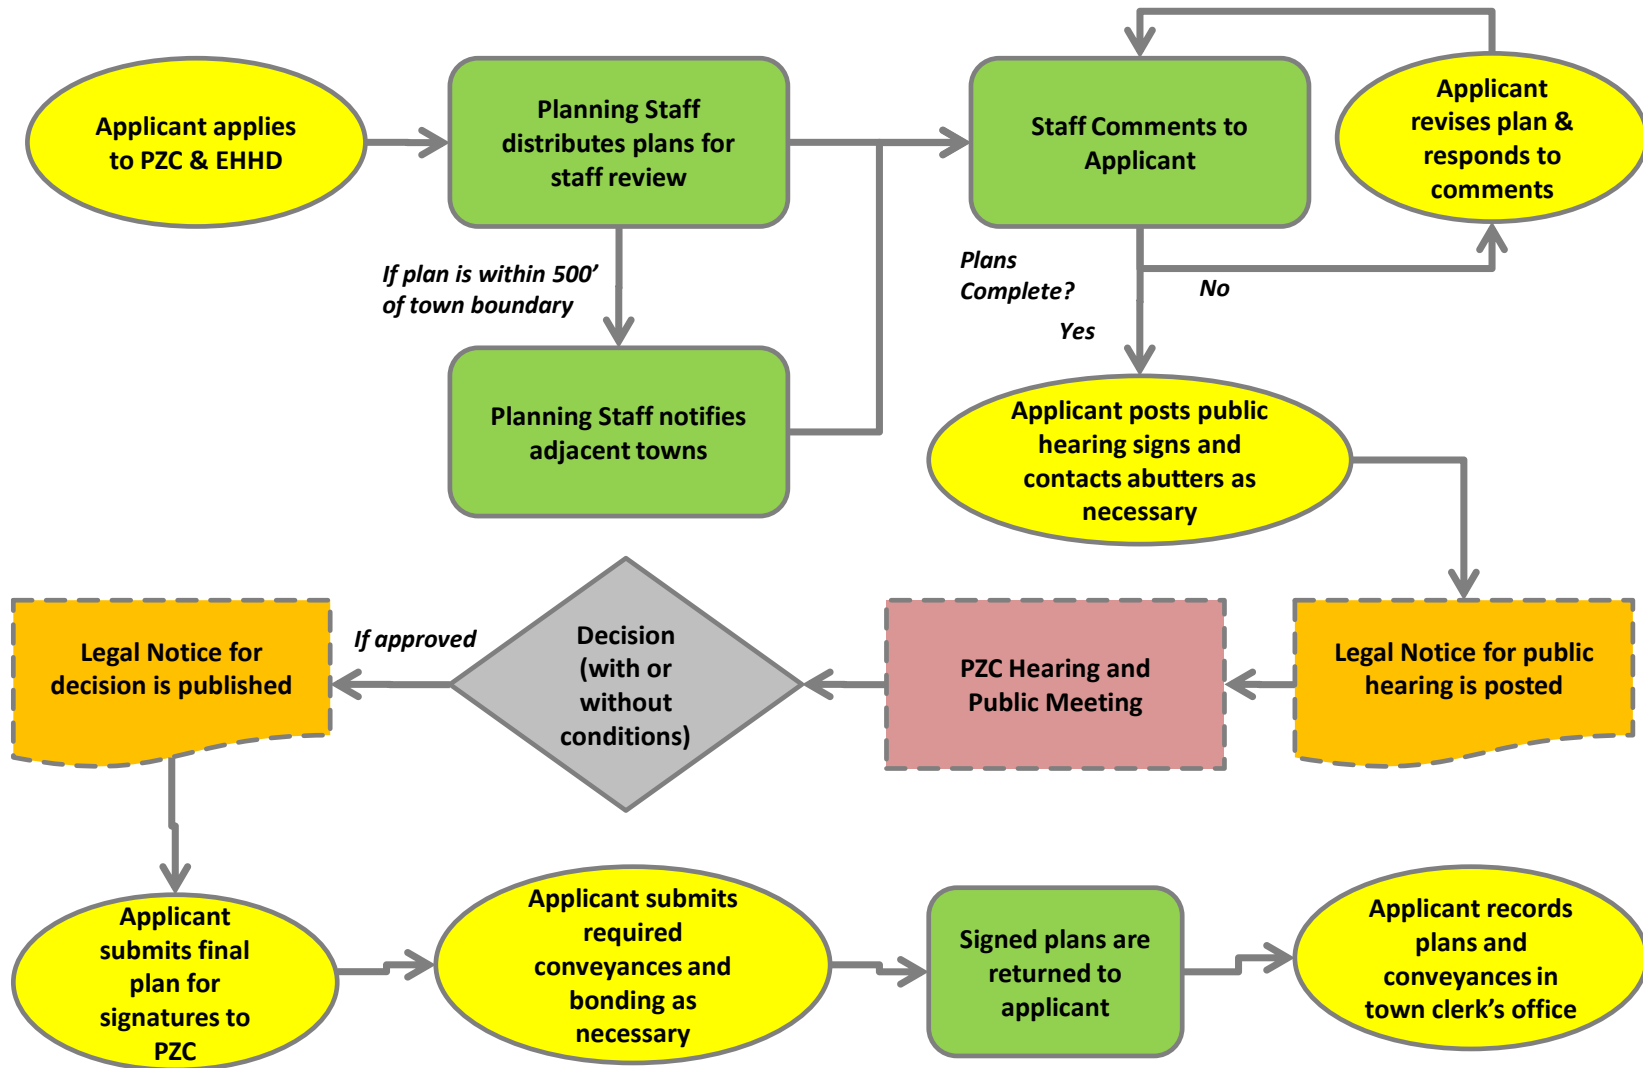 Applicant applies
to PZC & EHHD
Planning Staff
distributes plans for
staff review
Staff Comments to
Applicant
Applicant
revises plan &
responds to
comments
If plan is within 500’
of town boundary
Plans
Complete?
No
Yes
Planning Staff notifies
adjacent towns
Applicant posts public
hearing signs and
contacts abutters as
necessary
Legal Notice for public
hearing is posted
PZC Hearing and
Public Meeting
Decision
(with or
without
conditions)
If approved
Legal Notice for
decision is published
Applicant
submits final
plan for
signatures to
PZC
Applicant submits
required
conveyances and
bonding as
necessary
Signed plans are
returned to
applicant
Applicant records
plans and
conveyances in
town clerk’s office